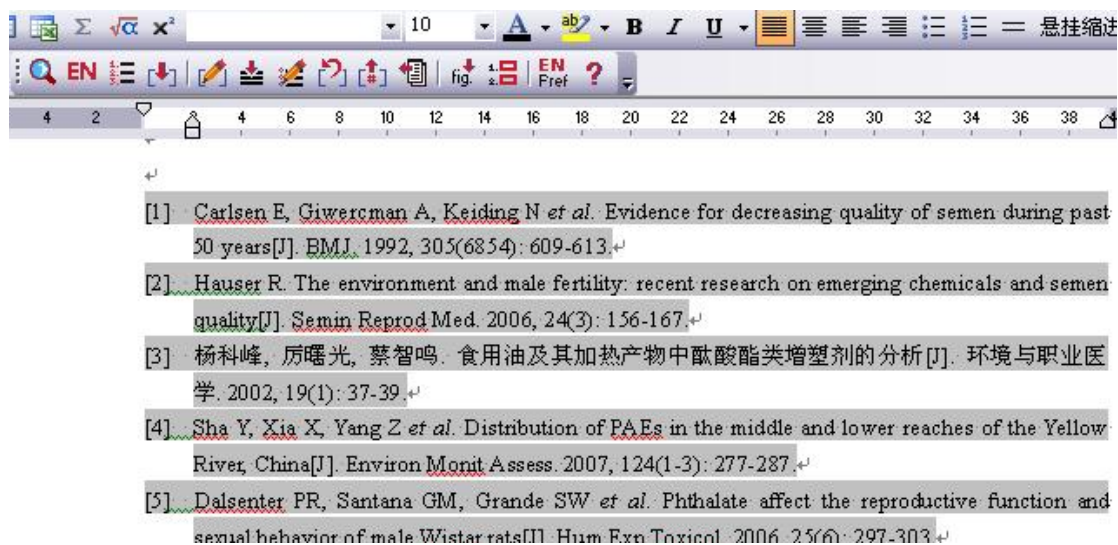 Σ √α x² 10 A ab B I U 悬挂缩进
EN fig. 1. 2. EN Pref ?
4 2 2 4 6 8 10 12 14 16 18 20 22 24 26 28 30 32 34 36 38
[1] Carlsen E, Giwercman A, Keiding N et al. Evidence for decreasing quality of semen during past
50 years[J]. BMJ. 1992, 305(6854): 609-613.
[2] Hauser R. The environment and male fertility: recent research on emerging chemicals and semen
quality[J]. Semin Reprod Med. 2006, 24(3): 156-167.
[3] 杨科峰, 厉曙光, 蔡智鸣. 食用油及其加热产物中酞酸酯类增塑剂的分析[J]. 环境与职业医
学. 2002, 19(1): 37-39.
[4] Sha Y, Xia X, Yang Z et al. Distribution of PAEs in the middle and lower reaches of the Yellow
River, China[J]. Environ Monit Assess. 2007, 124(1-3): 277-287.
[5] Dalsenter PR, Santana GM, Grande SW et al. Phthalate affect the reproductive function and
sexual behavior of male Wistar rats[J]. Hum Exp Toxicol. 2006, 25(6): 297-303.